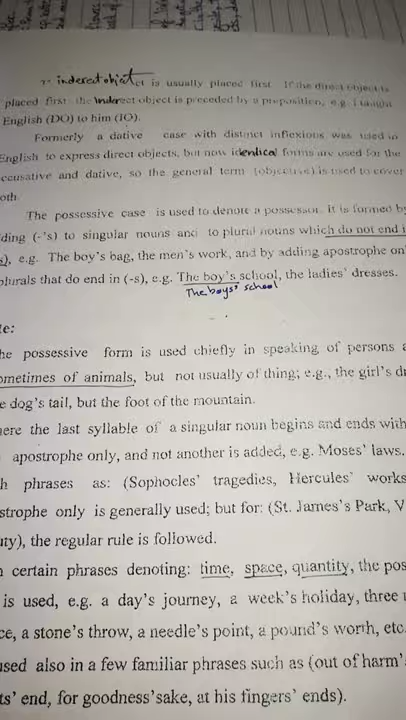 indirect object is usually placed first. If the direct object is
placed first the Inderect object is preceded by a preposition, e.g. I taught
English (DO) to him (IO).
Formerly a dative case with distinct inflexions was used in
English to express direct objects, but now identical forms are used for the
accusative and dative, so the general term (objective) is used to cover
both.
The possessive case is used to denote a possessor. It is formed by
ding (-'s) to singular nouns and to plural nouns which do not end i
s), e.g. The boy's bag, the men's work, and by adding apostrophe onl
plurals that do end in (-s), e.g. The boy's school, the ladies' dresses.
The boys' school
te:
he possessive form is used chiefly in speaking of persons a
ometimes of animals, but not usually of thing; e.g., the girl's dr
e dog's tail, but the foot of the mountain.
ere the last syllable of a singular noun begins and ends with
apostrophe only, and not another is added, e.g. Moses' laws.
h phrases as: (Sophocles' tragedies, Hercules' works
strophe only is generally used; but for: (St. James's Park, V
uty), the regular rule is followed.
n certain phrases denoting: time, space, quantity, the pos
is used, e.g. a day's journey, a week's holiday, three
ce, a stone's throw, a needle's point, a pound's worth, etc.
used also in a few familiar phrases such as (out of harm'
ts' end, for goodness'sake, at his fingers' ends).